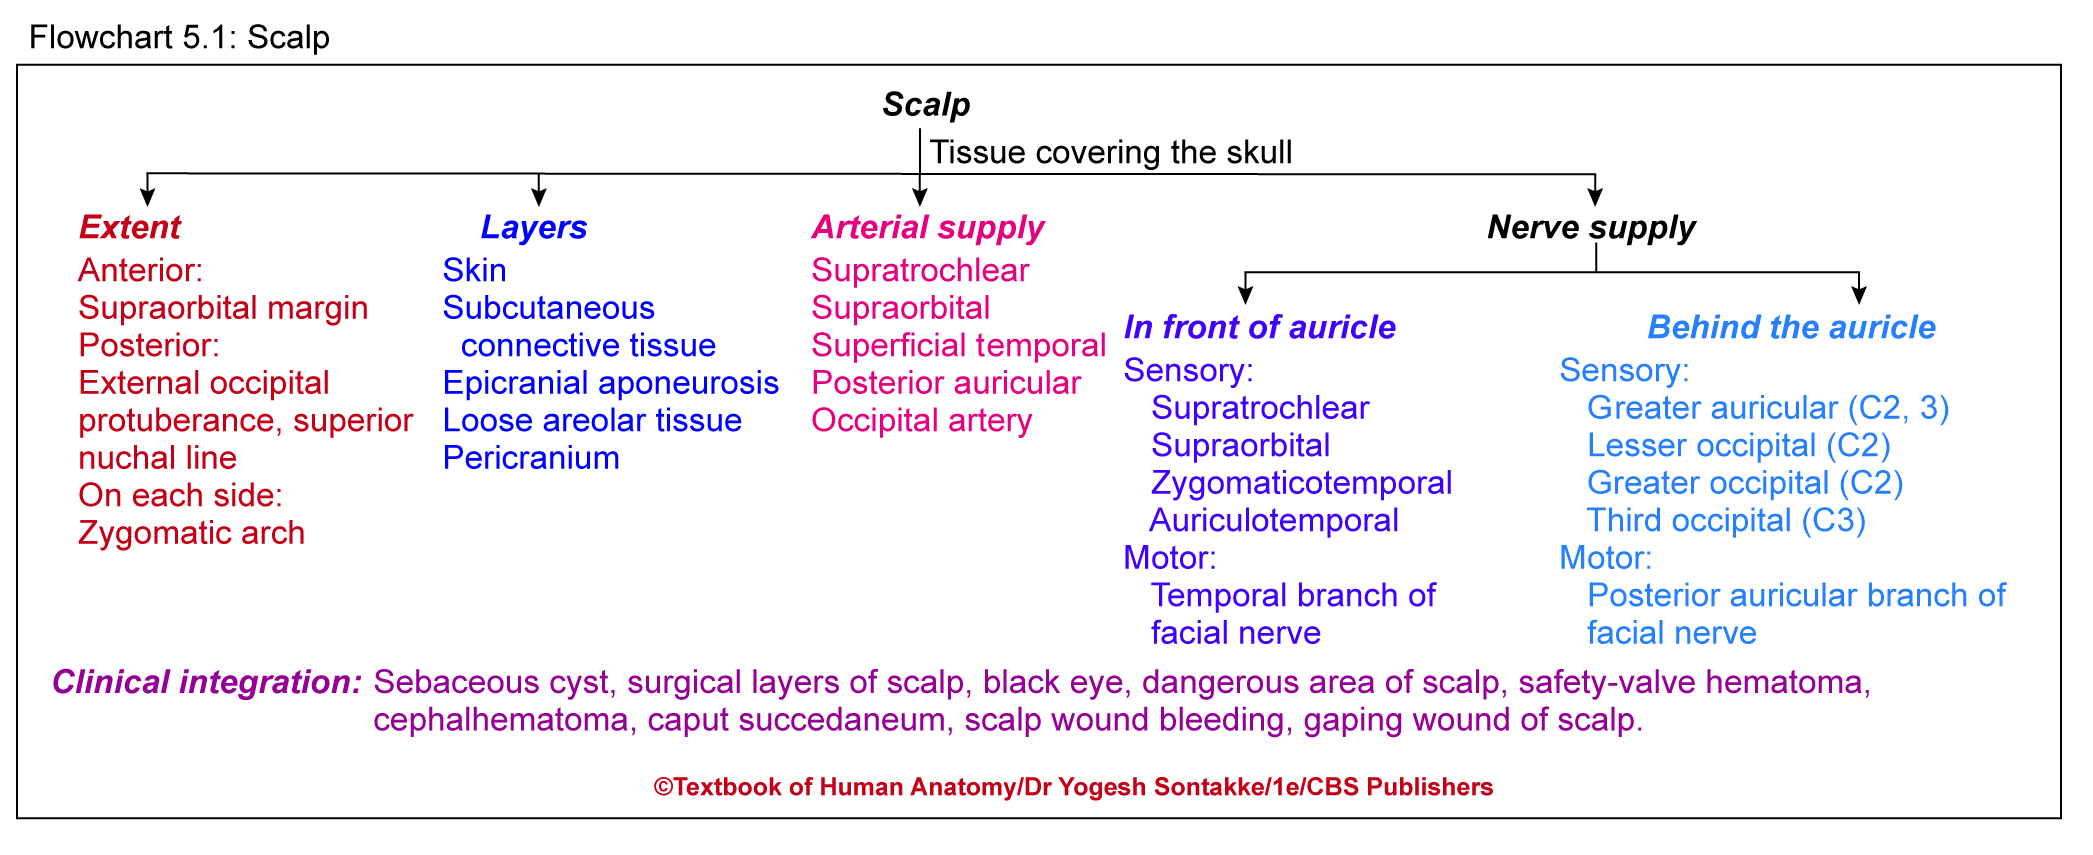 Flowchart 5.1: Scalp
Scalp
Tissue covering the skull
Extent
Anterior:
Supraorbital margin
Posterior:
External occipital
protuberance, superior
nuchal line
On each side:
Zygomatic arch
Layers
Skin
Subcutaneous
connective tissue
Epicranial aponeurosis
Loose areolar tissue
Pericranium
Arterial supply
Supratrochlear
Supraorbital
Superficial temporal
Posterior auricular
Occipital artery
Nerve supply
In front of auricle
Sensory:
Supratrochlear
Supraorbital
Zygomaticotemporal
Auriculotemporal
Motor:
Temporal branch of
facial nerve
Behind the auricle
Sensory:
Greater auricular (C2, 3)
Lesser occipital (C2)
Greater occipital (C2)
Third occipital (C3)
Motor:
Posterior auricular branch of
facial nerve
Clinical integration: Sebaceous cyst, surgical layers of scalp, black eye, dangerous area of scalp, safety-valve hematoma,
cephalhematoma, caput succedaneum, scalp wound bleeding, gaping wound of scalp.
©Textbook of Human Anatomy/Dr Yogesh Sontakke/1e/CBS Publishers